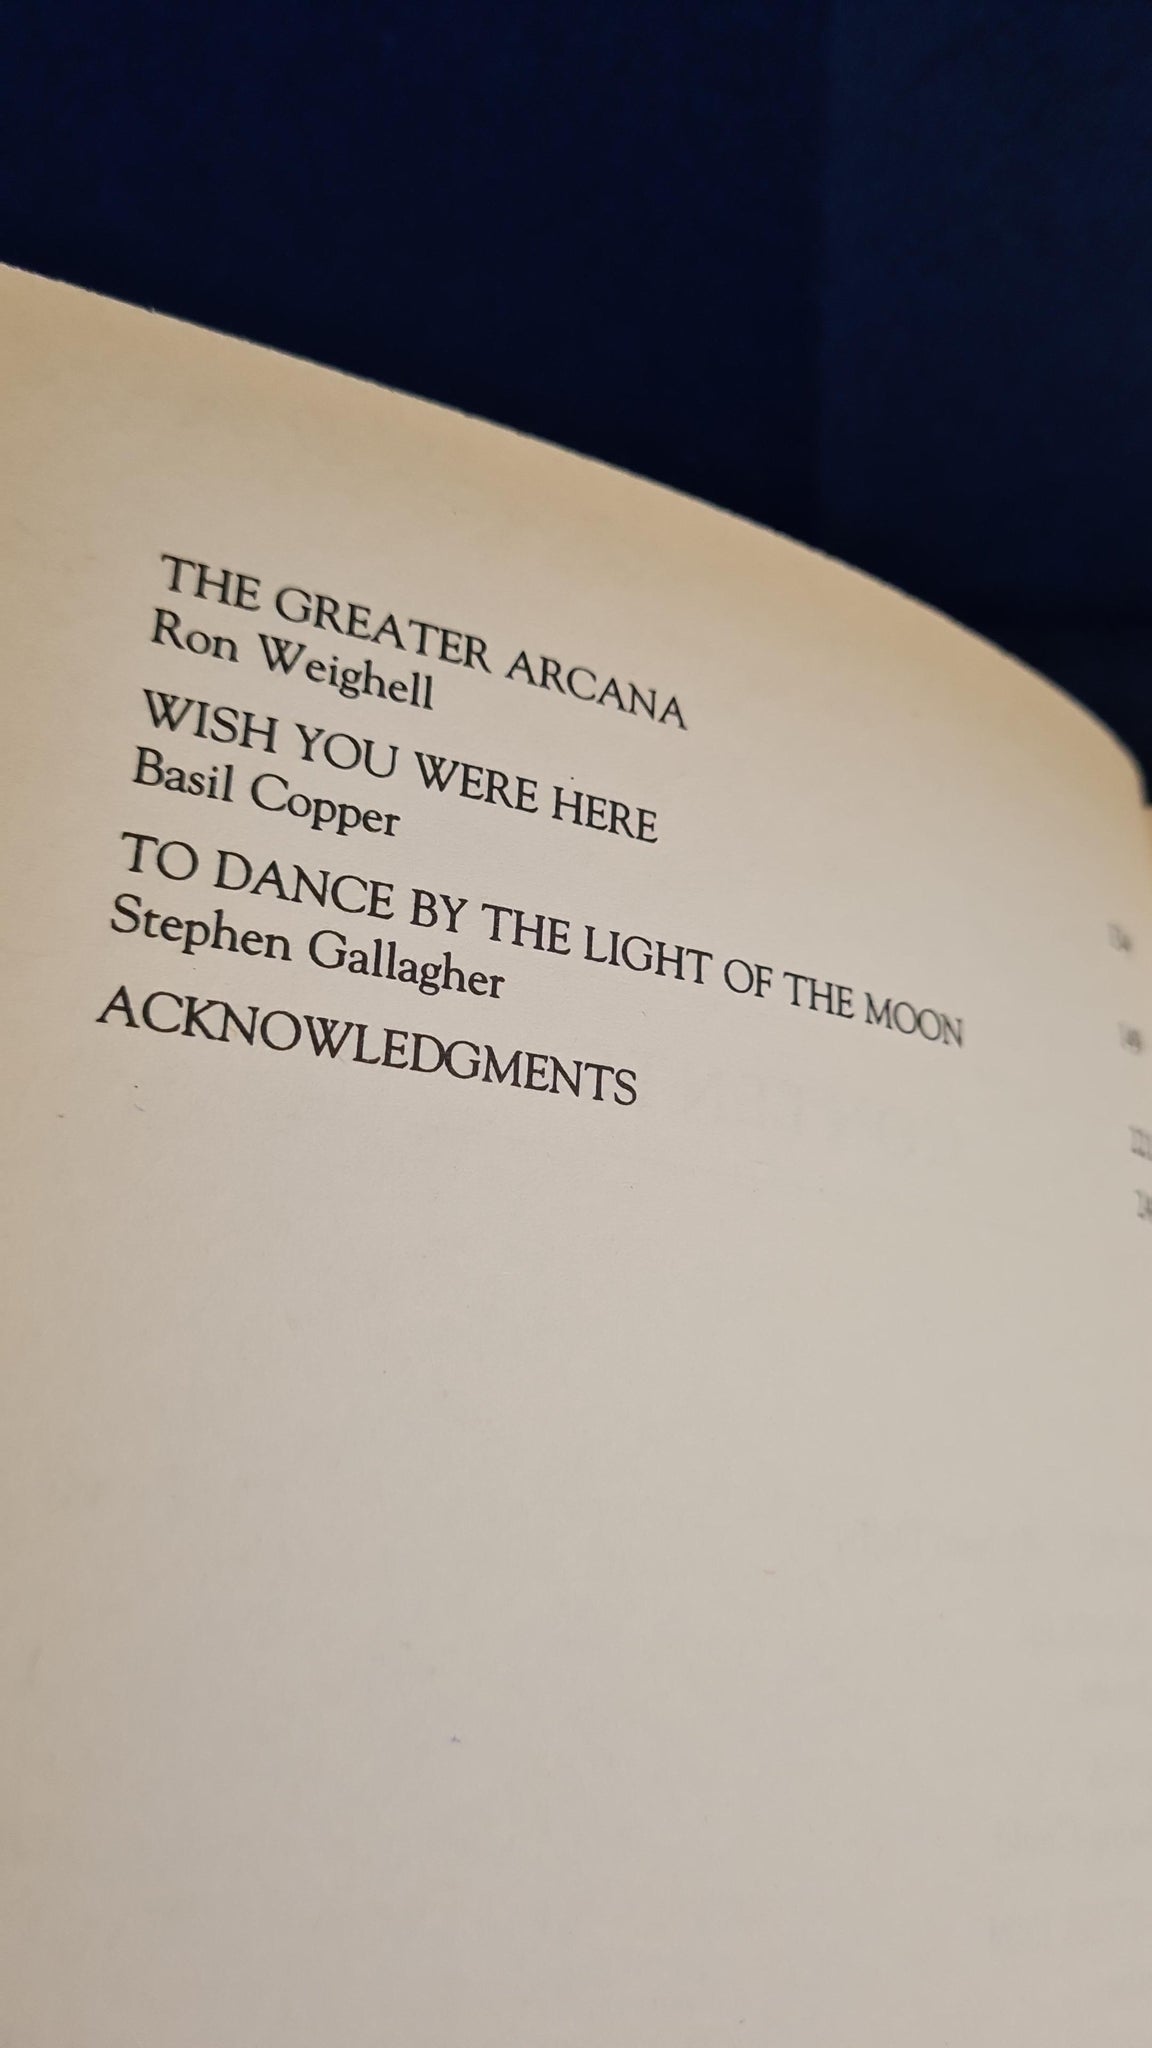 THE GREATER ARCANA
Ron Weighell
WISH YOU WERE HERE
Basil Copper
TO DANCE BY THE LIGHT OF THE MOON
Stephen Gallagher
ACKNOWLEDGMENTS